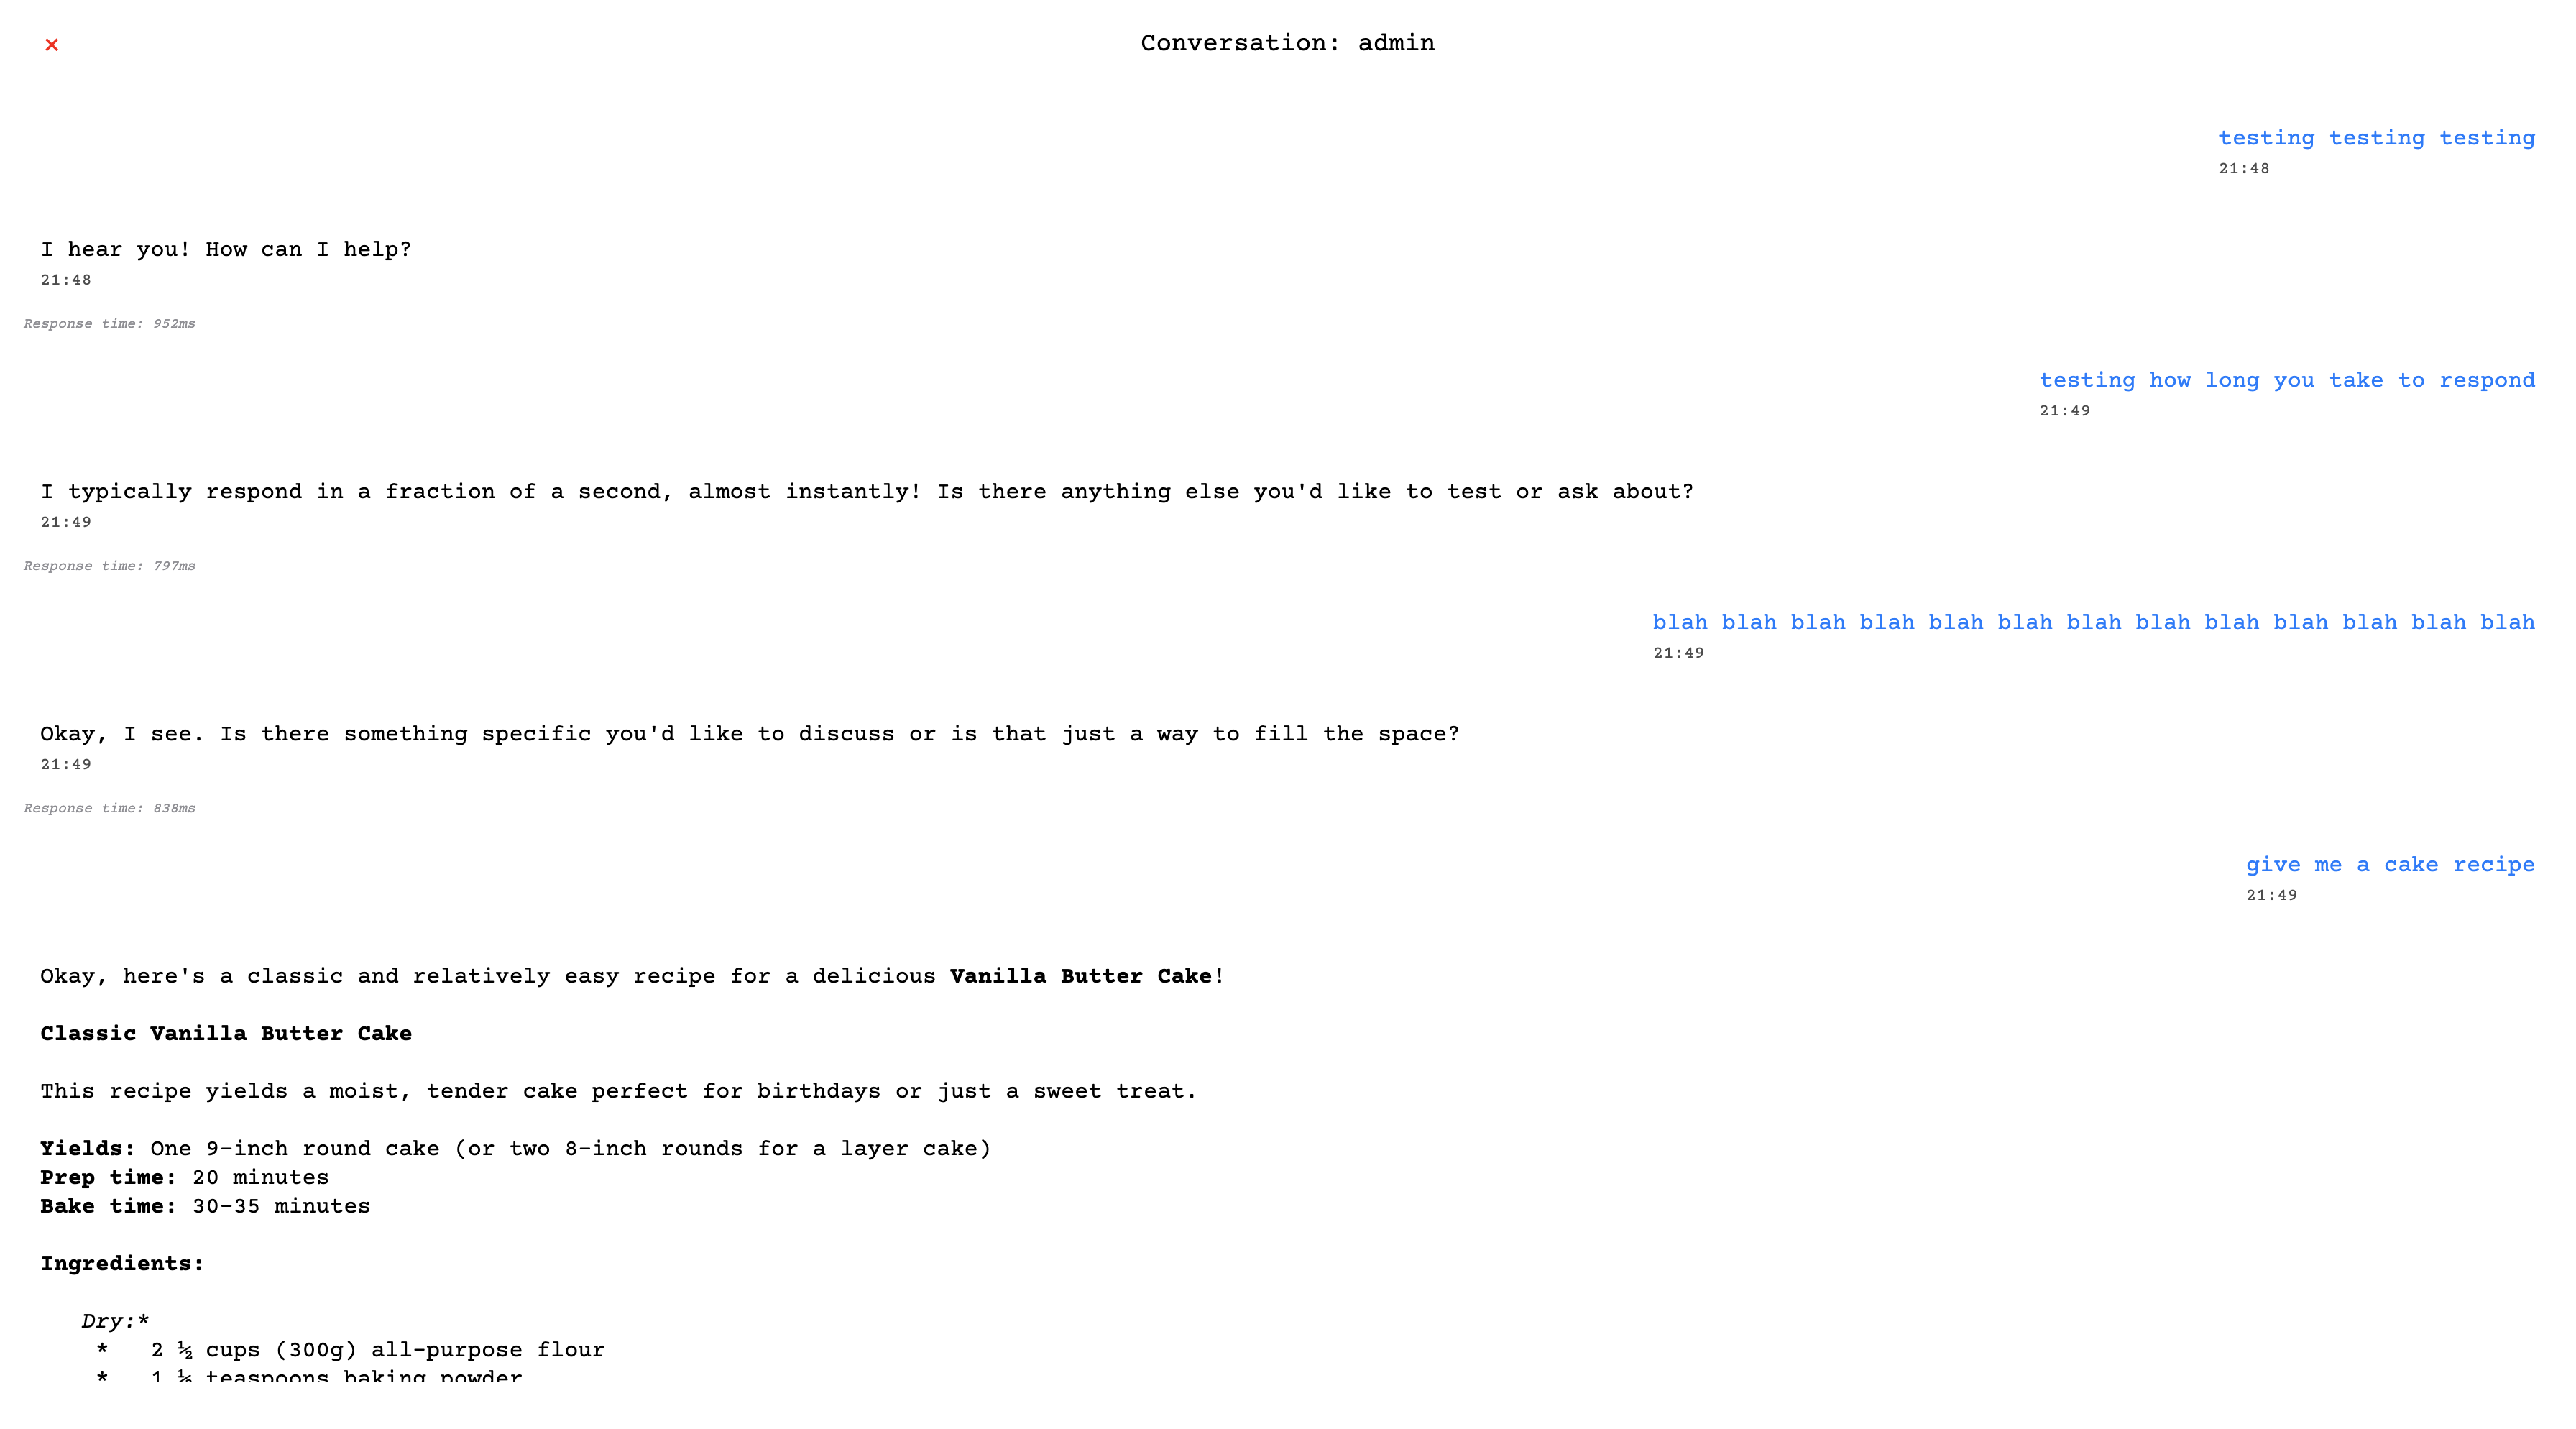 ×
Conversation: admin
testing testing testing
21:48
I hear you! How can I help?
21:48
Response time: 952ms
testing how long you take to respond
21:49
I typically respond in a fraction of a second, almost instantly! Is there anything else you'd like to test or ask about?
21:49
Response time: 797ms
blah blah blah blah blah blah blah blah blah blah blah blah blah
21:49
Okay, I see. Is there something specific you'd like to discuss or is that just a way to fill the space?
21:49
Response time: 838ms
give me a cake recipe
21:49
Okay, here's a classic and relatively easy recipe for a delicious Vanilla Butter Cake!
Classic Vanilla Butter Cake
This recipe yields a moist, tender cake perfect for birthdays or just a sweet treat.
Yields: One 9-inch round cake (or two 8-inch rounds for a layer cake)
Prep time: 20 minutes
Bake time: 30-35 minutes
Ingredients:
Dry:*
* 2 ½ cups (300g) all-purpose flour
* 1 ½ teaspoons baking powder